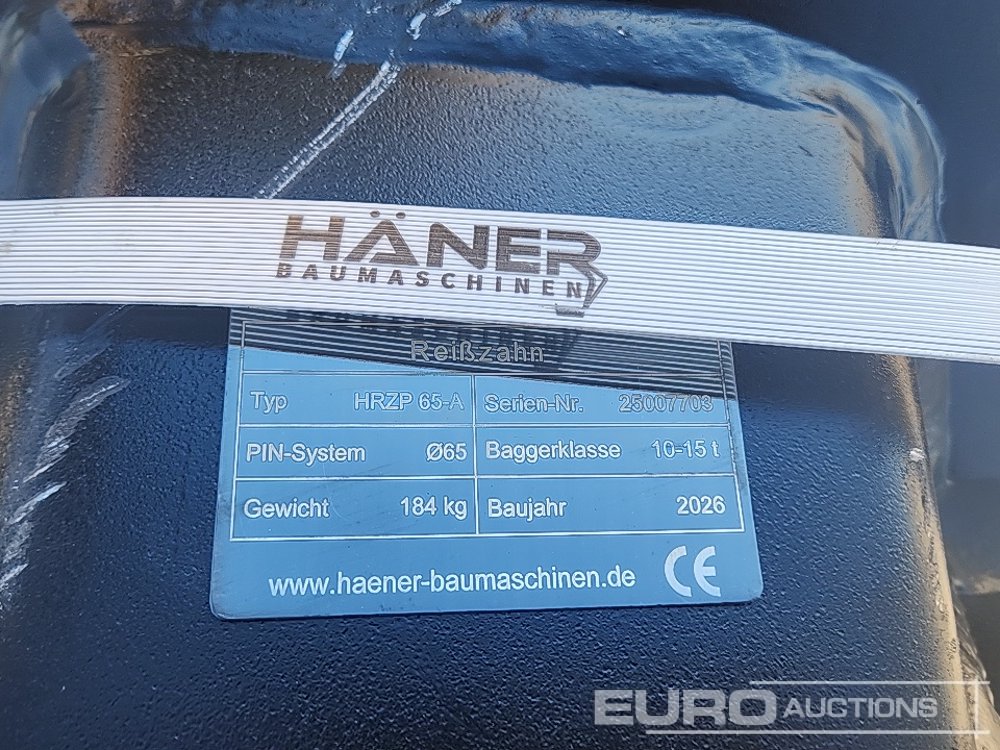 HÄNER
BAUMASCHINEN
Reißzahn
Typ HRZP 65-A Serien-Nr. 25007703
PIN-System Ø65 Baggerklasse 10-15 t
Gewicht 184 kg Baujahr 2026
www.haener-baumaschinen.de CE
EURO AUCTIONS